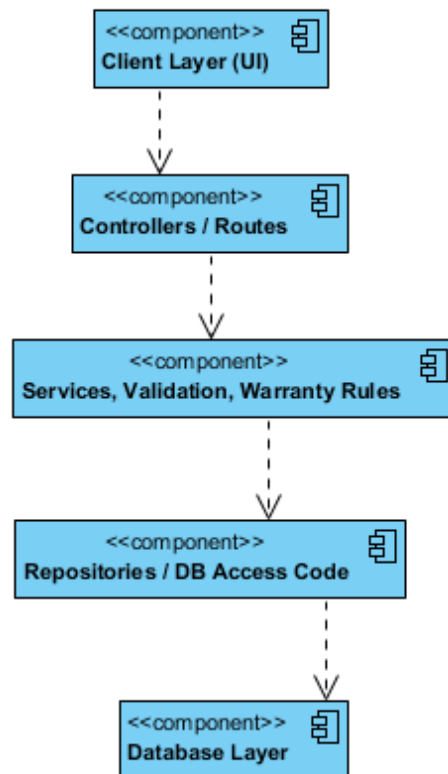 <<component>>
Client Layer (UI)
<<component>>
Controllers / Routes
<<component>>
Services, Validation, Warranty Rules
<<component>>
Repositories / DB Access Code
<<component>>
Database Layer